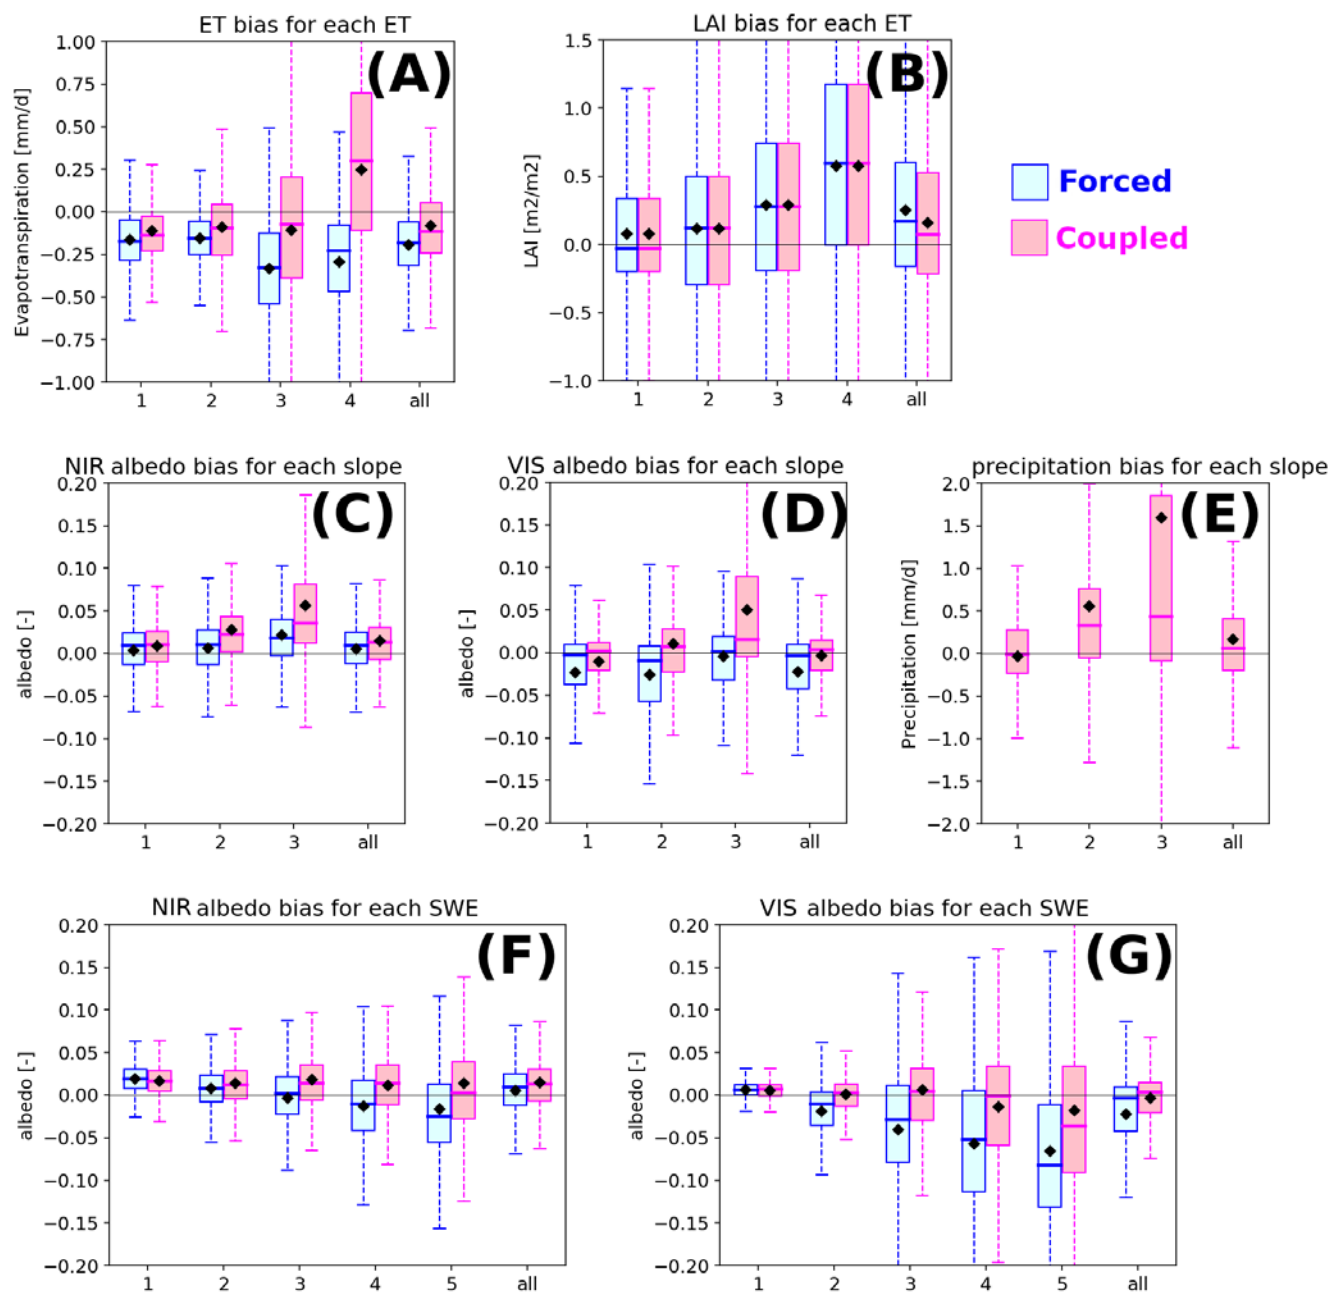 ET bias for each ET
(A)
Evapotranspiration [mm/d]
1.00
0.75
0.50
0.25
0.00
−0.25
−0.50
−0.75
−1.00
1 2 3 4 all
LAI bias for each ET
(B)
LAI [m2/m2]
1.5
1.0
0.5
0.0
−0.5
−1.0
1 2 3 4 all
Forced
Coupled
NIR albedo bias for each slope
(C)
albedo [-]
0.20
0.15
0.10
0.05
0.00
−0.05
−0.10
−0.15
−0.20
1 2 3 all
VIS albedo bias for each slope
(D)
albedo [-]
0.20
0.15
0.10
0.05
0.00
−0.05
−0.10
−0.15
−0.20
1 2 3 all
precipitation bias for each slope
(E)
Precipitation [mm/d]
2.0
1.5
1.0
0.5
0.0
−0.5
−1.0
−1.5
−2.0
1 2 3 all
NIR albedo bias for each SWE
(F)
albedo [-]
0.20
0.15
0.10
0.05
0.00
−0.05
−0.10
−0.15
−0.20
1 2 3 4 5 all
VIS albedo bias for each SWE
(G)
albedo [-]
0.20
0.15
0.10
0.05
0.00
−0.05
−0.10
−0.15
−0.20
1 2 3 4 5 all